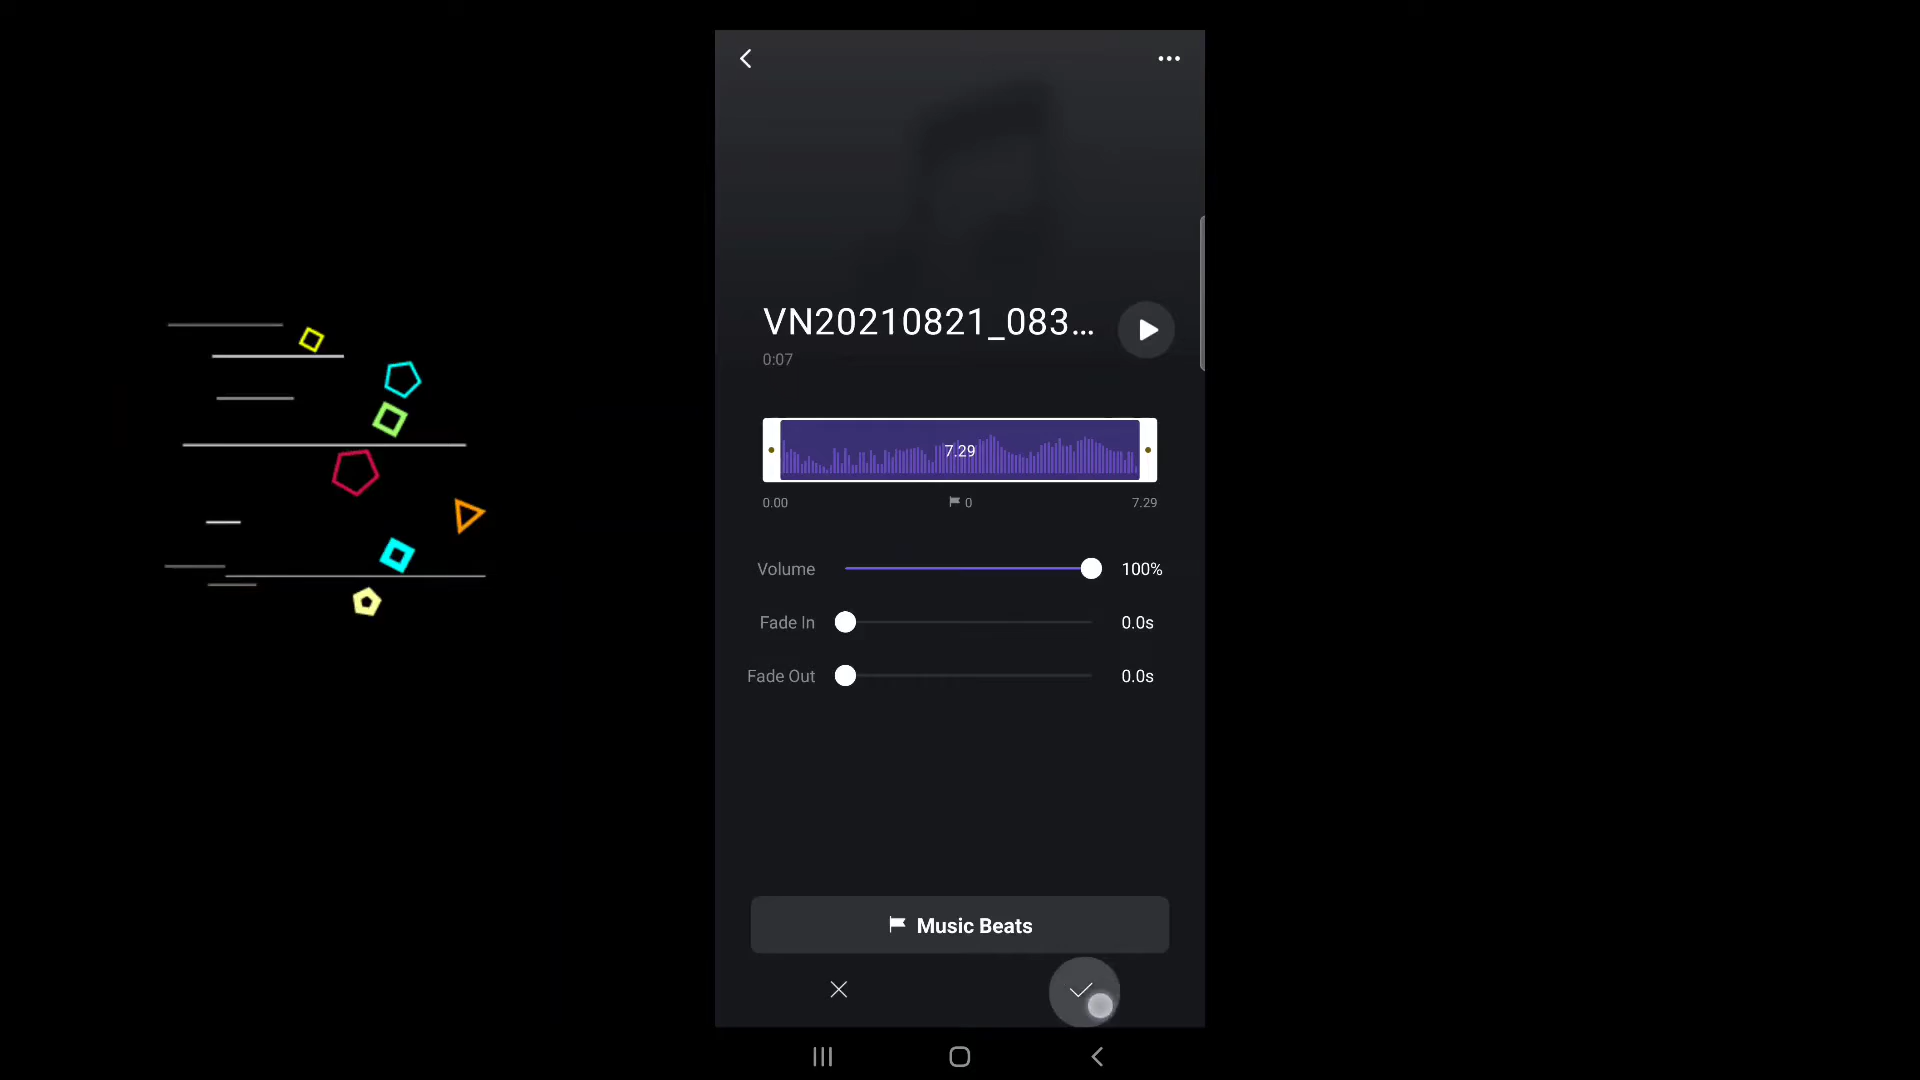 VN20210821_083...
0:07
7.29
0.00 0 7.29
Volume 100%
Fade In 0.0s
Fade Out 0.0s
Music Beats